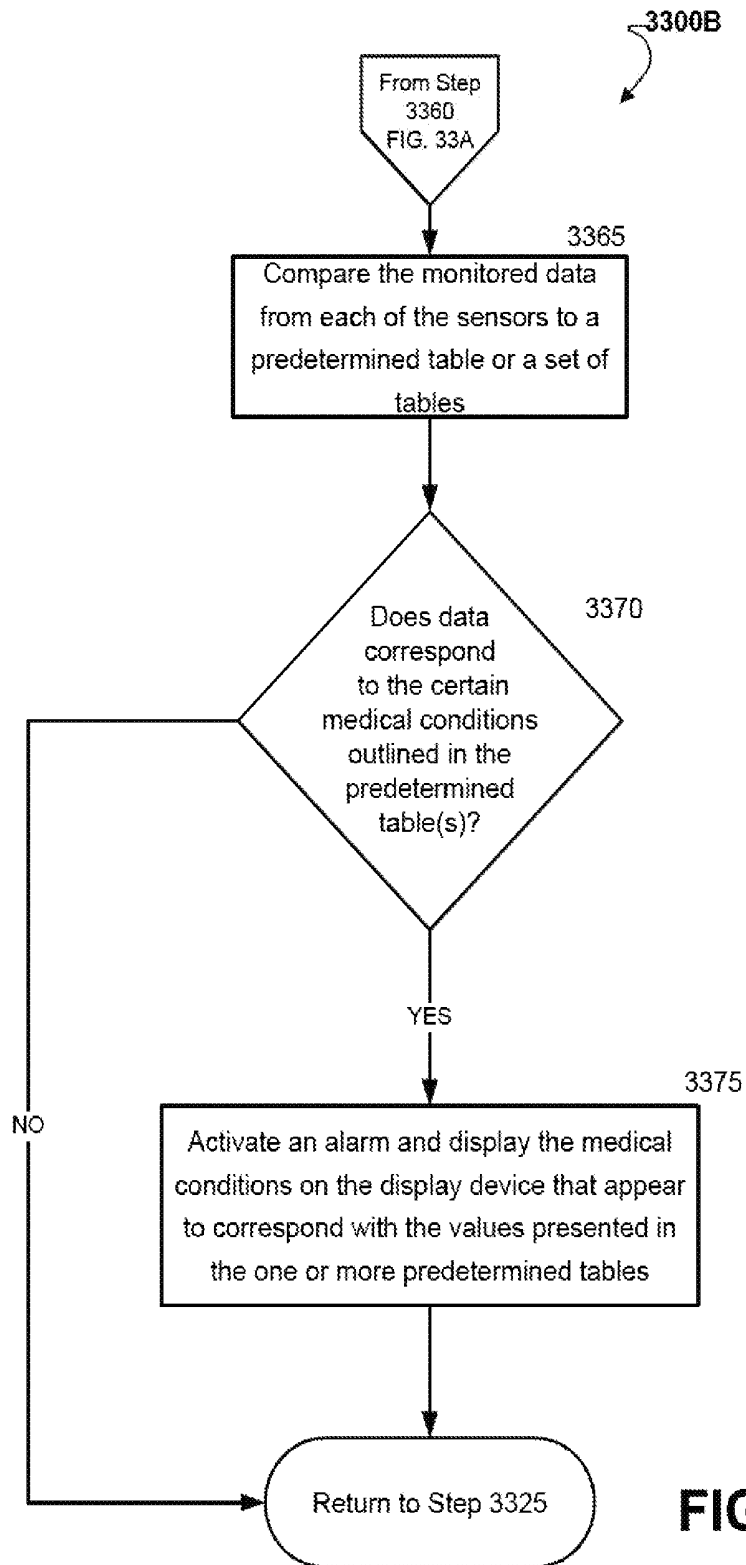 3300B
From Step
3360
FIG. 33A
3365
Compare the monitored data
from each of the sensors to a
predetermined table or a set of
tables
3370
Does data
correspond
to the certain
medical conditions
outlined in the
predetermined
table(s)?
YES
NO
3375
Activate an alarm and display the medical
conditions on the display device that appear
to correspond with the values presented in
the one or more predetermined tables
Return to Step 3325
FIG